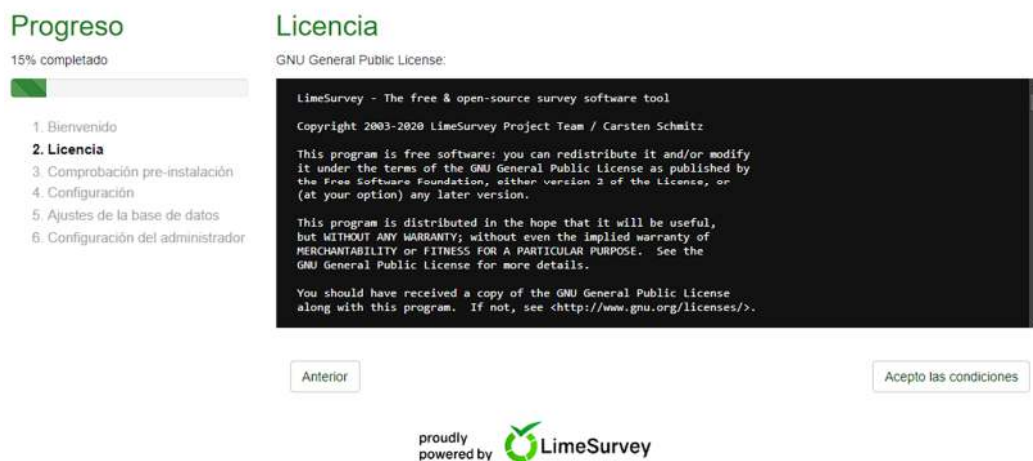 Progreso
15% completado
1. Bienvenido
2. Licencia
3. Comprobación pre-instalación
4. Configuración
5. Ajustes de la base de datos
6. Configuración del administrador
Licencia
GNU General Public License:
LimeSurvey - The free & open-source survey software tool
Copyright 2003-2020 LimeSurvey Project Team / Carsten Schmitz
This program is free software: you can redistribute it and/or modify
it under the terms of the GNU General Public License as published by
the Free Software Foundation, either version 2 of the License, or
(at your option) any later version.
This program is distributed in the hope that it will be useful,
but WITHOUT ANY WARRANTY; without even the implied warranty of
MERCHANTABILITY or FITNESS FOR A PARTICULAR PURPOSE.  See the
GNU General Public License for more details.
You should have received a copy of the GNU General Public License
along with this program.  If not, see <http://www.gnu.org/licenses/>.
Anterior
Acepto las condiciones
proudly
powered by
LimeSurvey